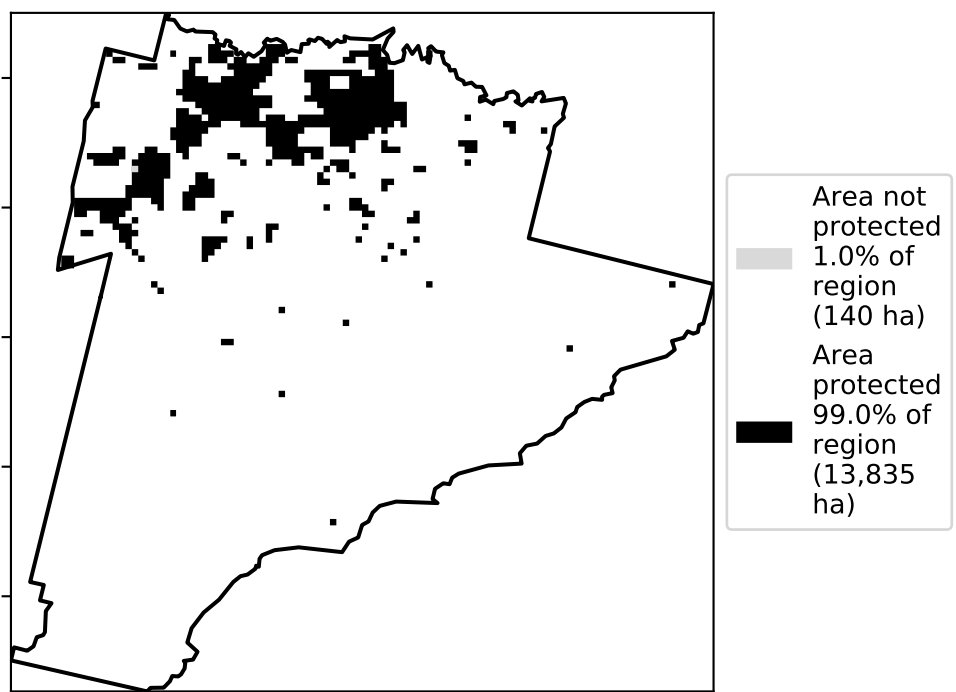 Area not
protected
1.0% of
region
(140 ha)
Area
protected
99.0% of
region
(13,835
ha)